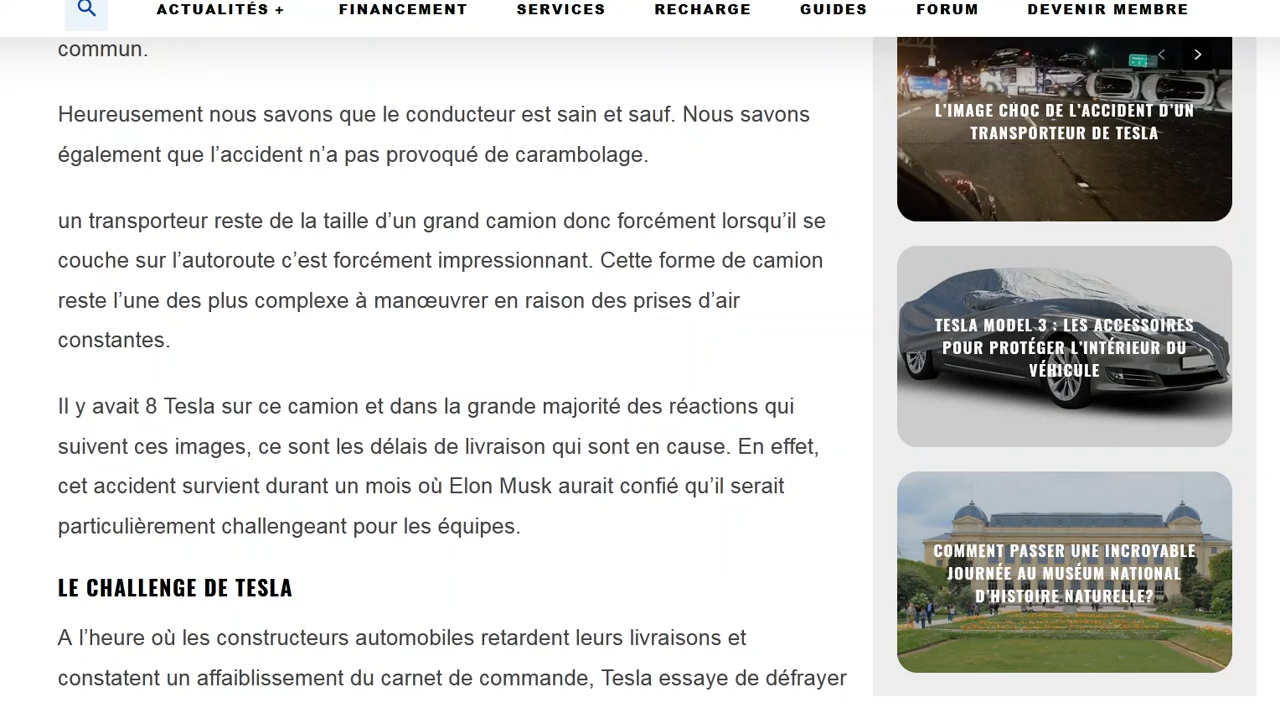 ACTUALITÉS +
FINANCEMENT
SERVICES
RECHARGE
GUIDES
FORUM
DEVENIR MEMBRE
commun.
Heureusement nous savons que le conducteur est sain et sauf. Nous savons
également que l’accident n’a pas provoqué de carambolage.
un transporteur reste de la taille d’un grand camion donc forcément lorsqu’il se
couche sur l’autoroute c’est forcément impressionnant. Cette forme de camion
reste l’une des plus complexe à manœuvrer en raison des prises d’air
constantes.
Il y avait 8 Tesla sur ce camion et dans la grande majorité des réactions qui
suivent ces images, ce sont les délais de livraison qui sont en cause. En effet,
cet accident survient durant un mois où Elon Musk aurait confié qu’il serait
particulièrement challengeant pour les équipes.
LE CHALLENGE DE TESLA
A l’heure où les constructeurs automobiles retardent leurs livraisons et
constatent un affaiblissement du carnet de commande, Tesla essaye de défrayer
L’IMAGE CHOC DE L’ACCIDENT D’UN
TRANSPORTEUR DE TESLA
TESLA MODEL 3 : LES ACCESSOIRES
POUR PROTÉGER L’INTÉRIEUR DU
VÉHICULE
COMMENT PASSER UNE INCROYABLE
JOURNÉE AU MUSÉUM NATIONAL
D’HISTOIRE NATURELLE?